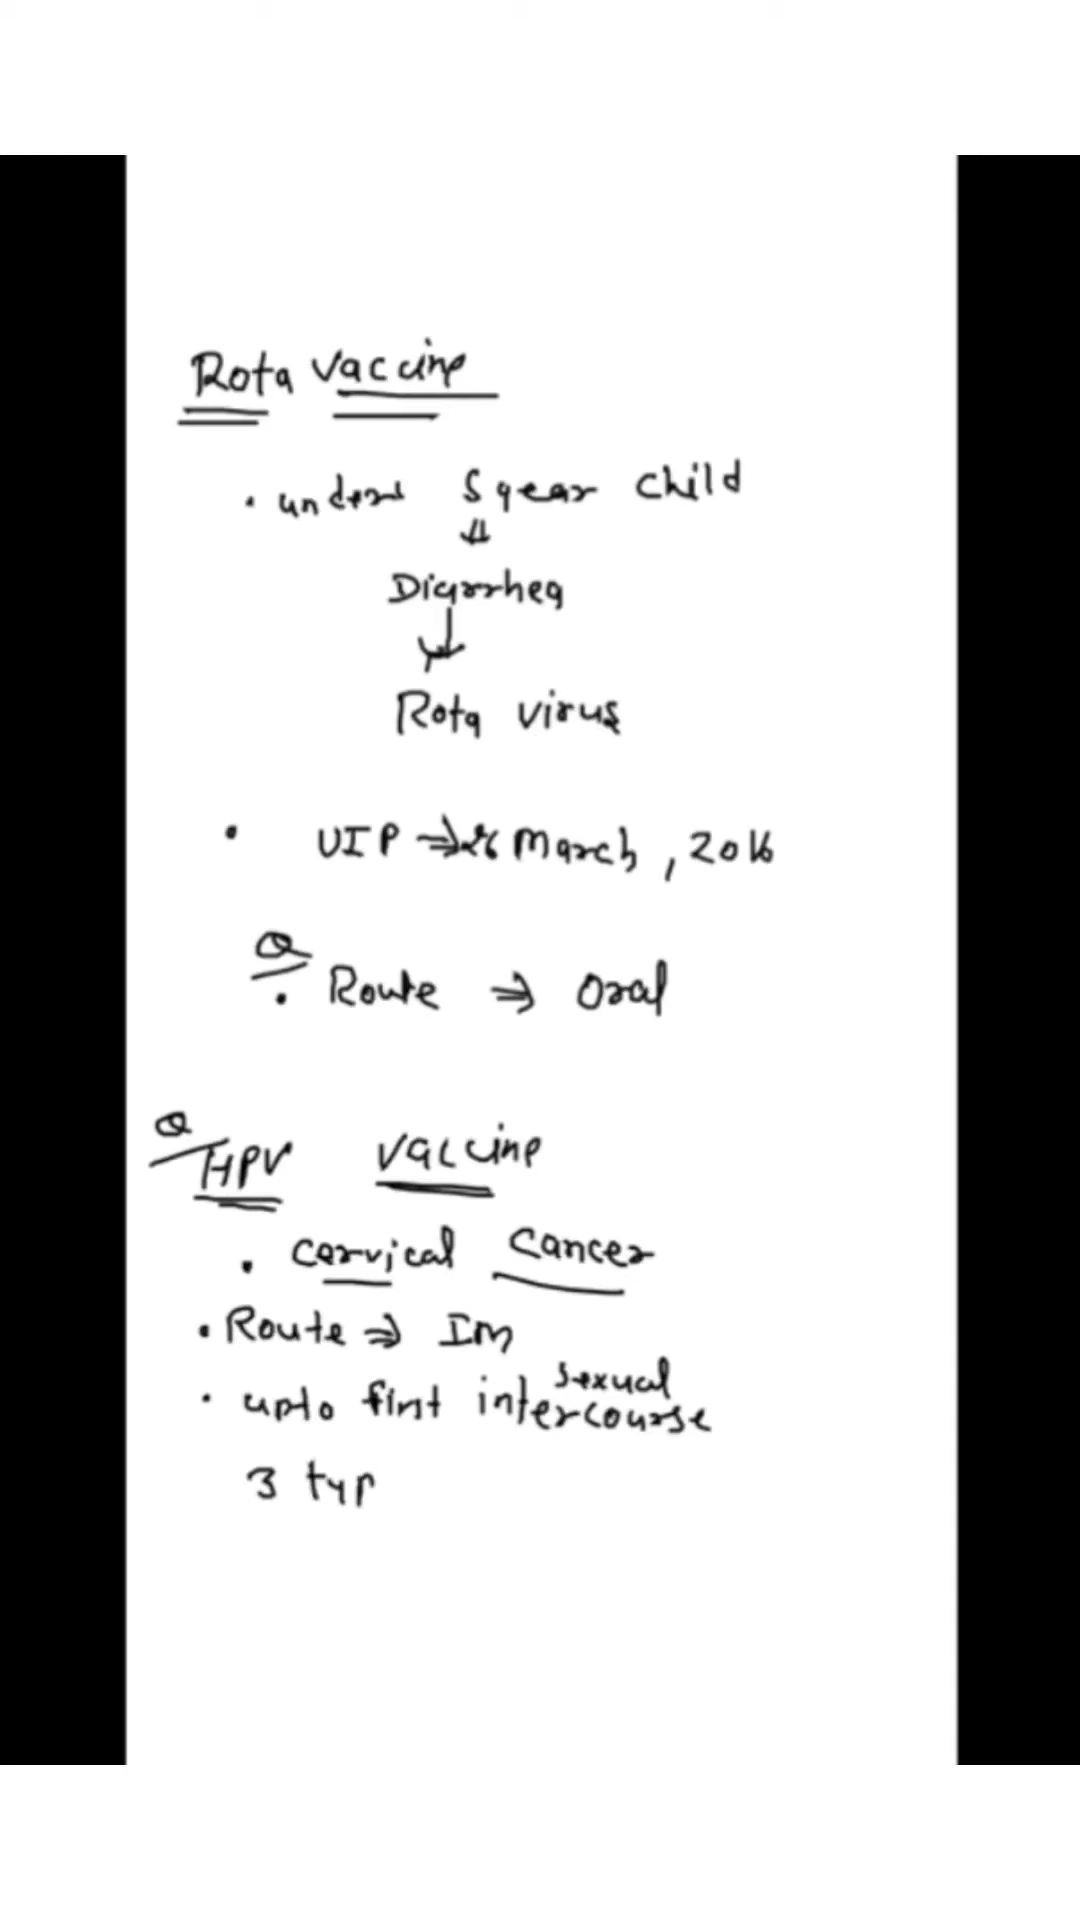 Rota Vaccine
• under 5 year child
⇓
Diarrhea
↓
Rota virus
• UIP → 26 March, 2016
Q
• Route ⇒ Oral
Q
HPV Vaccine
• Cervical Cancer
• Route ⇒ IM
• upto first sexual intercourse
3 typ